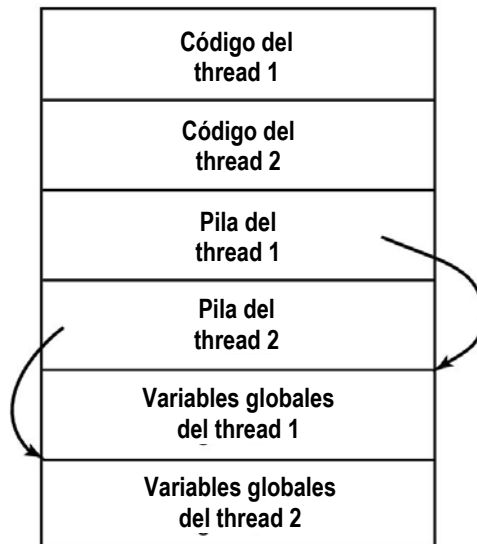 Código del
thread 1
Código del
thread 2
Pila del
thread 1
Pila del
thread 2
Variables globales
del thread 1
Variables globales
del thread 2